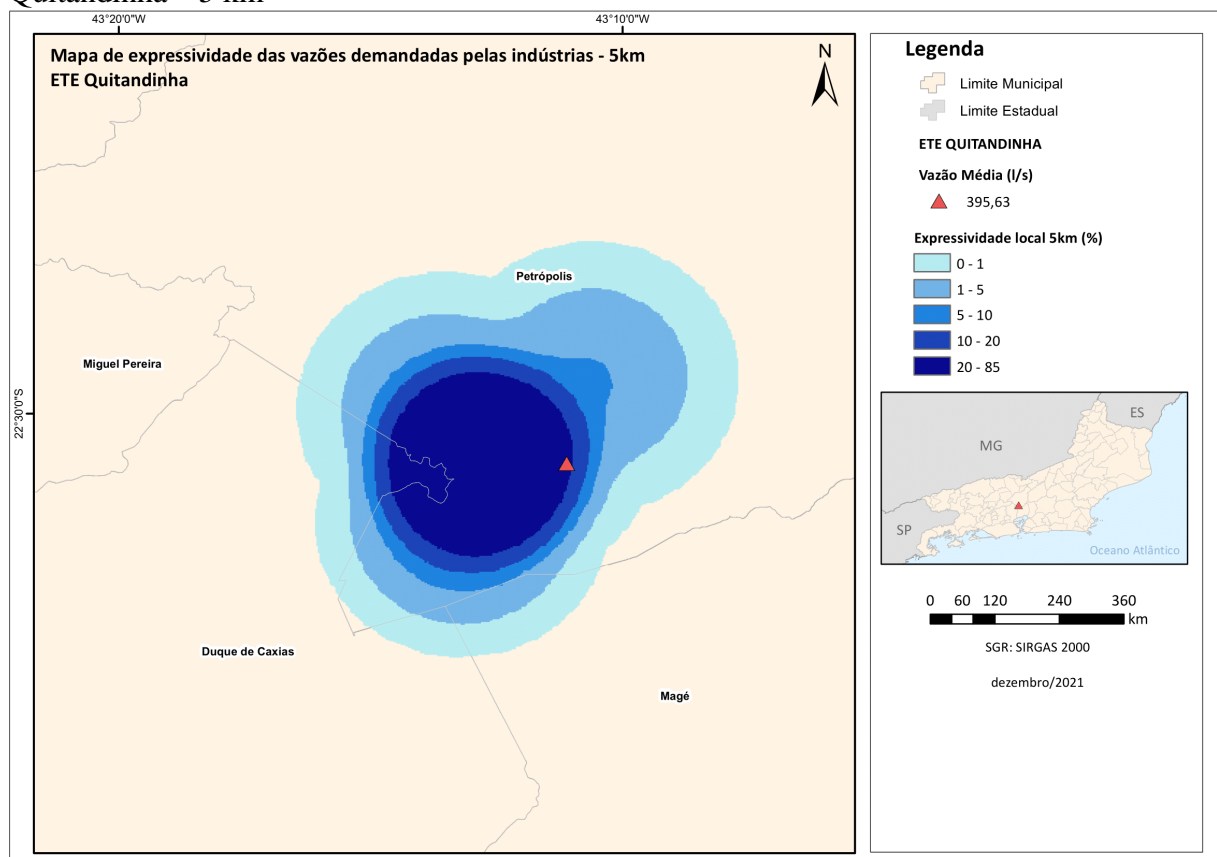 Quitandinha – 5 km
43°20'0"W
43°10'0"W
22°30'0"S
Mapa de expressividade das vazões demandadas pelas indústrias - 5km
ETE Quitandinha
N
Petrópolis
Miguel Pereira
Duque de Caxias
Magé
Legenda
Limite Municipal
Limite Estadual
ETE QUITANDINHA
Vazão Média (l/s)
395,63
Expressividade local 5km (%)
0 - 1
1 - 5
5 - 10
10 - 20
20 - 85
ES
MG
SP
Oceano Atlântico
0 60 120 240 360
km
SGR: SIRGAS 2000
dezembro/2021